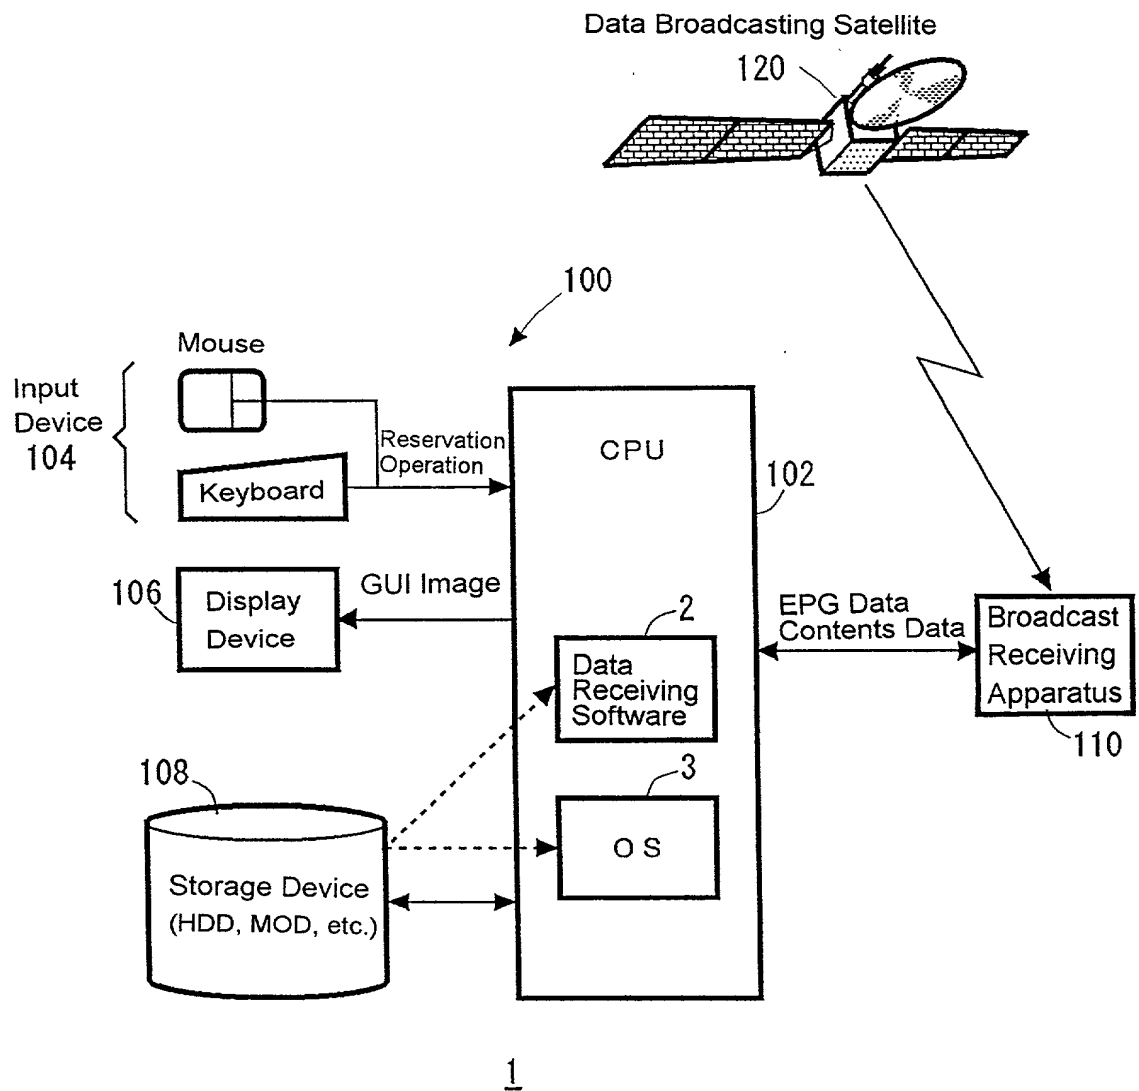 Data Broadcasting Satellite
120
100
Mouse
Input
Device
104
Keyboard
Reservation
Operation
CPU
102
106
Display
Device
GUI Image
EPG Data
Contents Data
Broadcast
Receiving
Apparatus
110
2
Data
Receiving
Software
3
OS
108
Storage Device
(HDD, MOD, etc.)
1